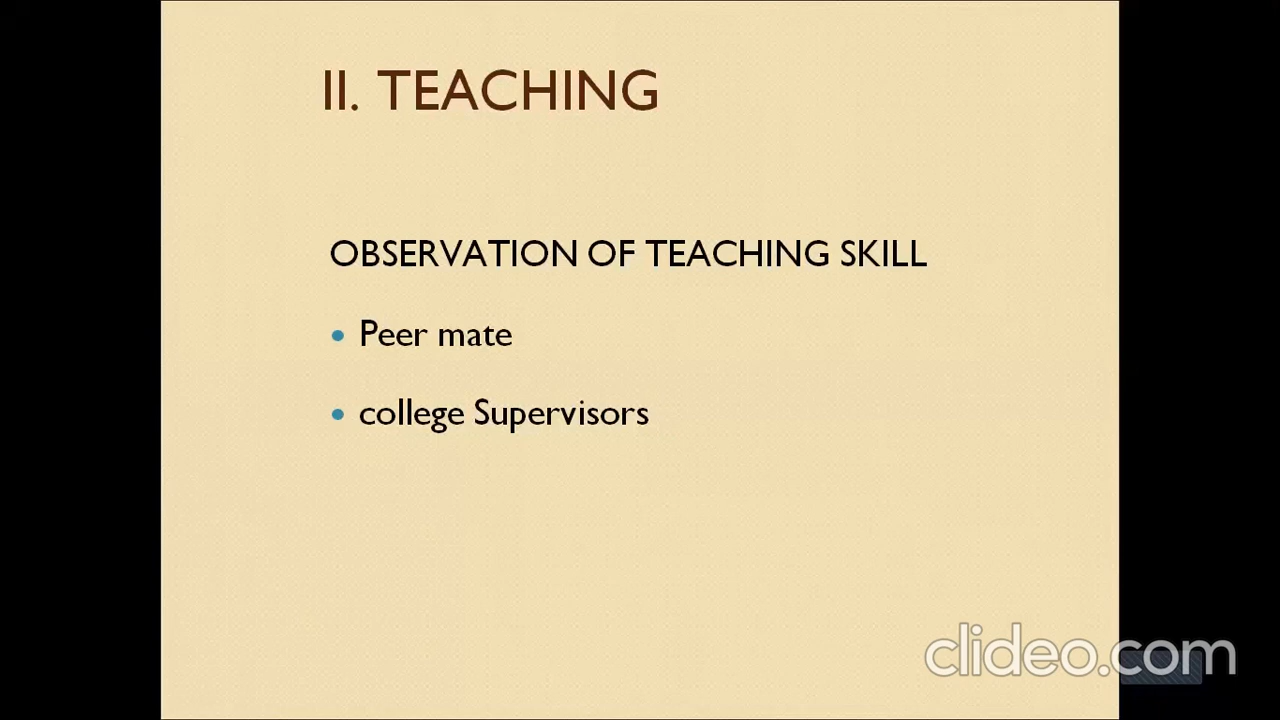 II. TEACHING
OBSERVATION OF TEACHING SKILL
• Peer mate
• college Supervisors
clideo.com